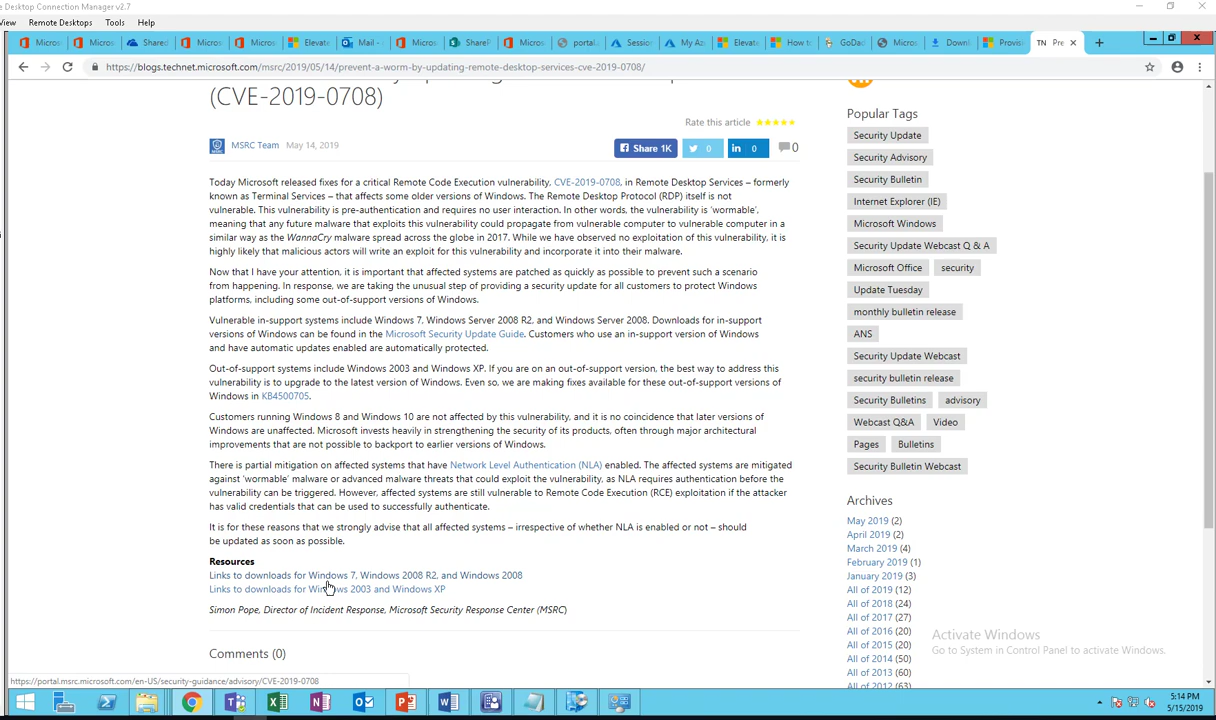 e Desktop Connection Manager v2.7
View Remote Desktops Tools Help
Micros Micros Shared Micros Micros Elevate Mail - Micros ShareP Micros portal. Session My Az Elevate How to GoDad Micros Downl Provisi TN Pre
https://blogs.technet.microsoft.com/msrc/2019/05/14/prevent-a-worm-by-updating-remote-desktop-services-cve-2019-0708/
(CVE-2019-0708)
Rate this article
MSRC Team May 14, 2019
Share 1K 0 in 0 0
Today Microsoft released fixes for a critical Remote Code Execution vulnerability, CVE-2019-0708, in Remote Desktop Services – formerly
known as Terminal Services – that affects some older versions of Windows. The Remote Desktop Protocol (RDP) itself is not
vulnerable. This vulnerability is pre-authentication and requires no user interaction. In other words, the vulnerability is ‘wormable’,
meaning that any future malware that exploits this vulnerability could propagate from vulnerable computer to vulnerable computer in a
similar way as the WannaCry malware spread across the globe in 2017. While we have observed no exploitation of this vulnerability, it is
highly likely that malicious actors will write an exploit for this vulnerability and incorporate it into their malware.
Now that I have your attention, it is important that affected systems are patched as quickly as possible to prevent such a scenario
from happening. In response, we are taking the unusual step of providing a security update for all customers to protect Windows
platforms, including some out-of-support versions of Windows.
Vulnerable in-support systems include Windows 7, Windows Server 2008 R2, and Windows Server 2008. Downloads for in-support
versions of Windows can be found in the Microsoft Security Update Guide. Customers who use an in-support version of Windows
and have automatic updates enabled are automatically protected.
Out-of-support systems include Windows 2003 and Windows XP. If you are on an out-of-support version, the best way to address this
vulnerability is to upgrade to the latest version of Windows. Even so, we are making fixes available for these out-of-support versions of
Windows in KB4500705.
Customers running Windows 8 and Windows 10 are not affected by this vulnerability, and it is no coincidence that later versions of
Windows are unaffected. Microsoft invests heavily in strengthening the security of its products, often through major architectural
improvements that are not possible to backport to earlier versions of Windows.
There is partial mitigation on affected systems that have Network Level Authentication (NLA) enabled. The affected systems are mitigated
against ‘wormable’ malware or advanced malware threats that could exploit the vulnerability, as NLA requires authentication before the
vulnerability can be triggered. However, affected systems are still vulnerable to Remote Code Execution (RCE) exploitation if the attacker
has valid credentials that can be used to successfully authenticate.
It is for these reasons that we strongly advise that all affected systems – irrespective of whether NLA is enabled or not – should
be updated as soon as possible.
Resources
Links to downloads for Windows 7, Windows 2008 R2, and Windows 2008
Links to downloads for Windows 2003 and Windows XP
Simon Pope, Director of Incident Response, Microsoft Security Response Center (MSRC)
Comments (0)
Popular Tags
Security Update
Security Advisory
Security Bulletin
Internet Explorer (IE)
Microsoft Windows
Security Update Webcast Q & A
Microsoft Office security
Update Tuesday
monthly bulletin release
ANS
Security Update Webcast
security bulletin release
Security Bulletins advisory
Webcast Q&A Video
Pages Bulletins
Security Bulletin Webcast
Archives
May 2019 (2)
April 2019 (2)
March 2019 (4)
February 2019 (1)
January 2019 (3)
All of 2019 (12)
All of 2018 (24)
All of 2017 (27)
All of 2016 (20)
All of 2015 (20)
All of 2014 (50)
All of 2013 (72)
All of 2012 (63)
Activate Windows
Go to System in Control Panel to activate Windows.
https://portal.msrc.microsoft.com/en-US/security-guidance/advisory/CVE-2019-0708
5:14 PM
5/15/2019